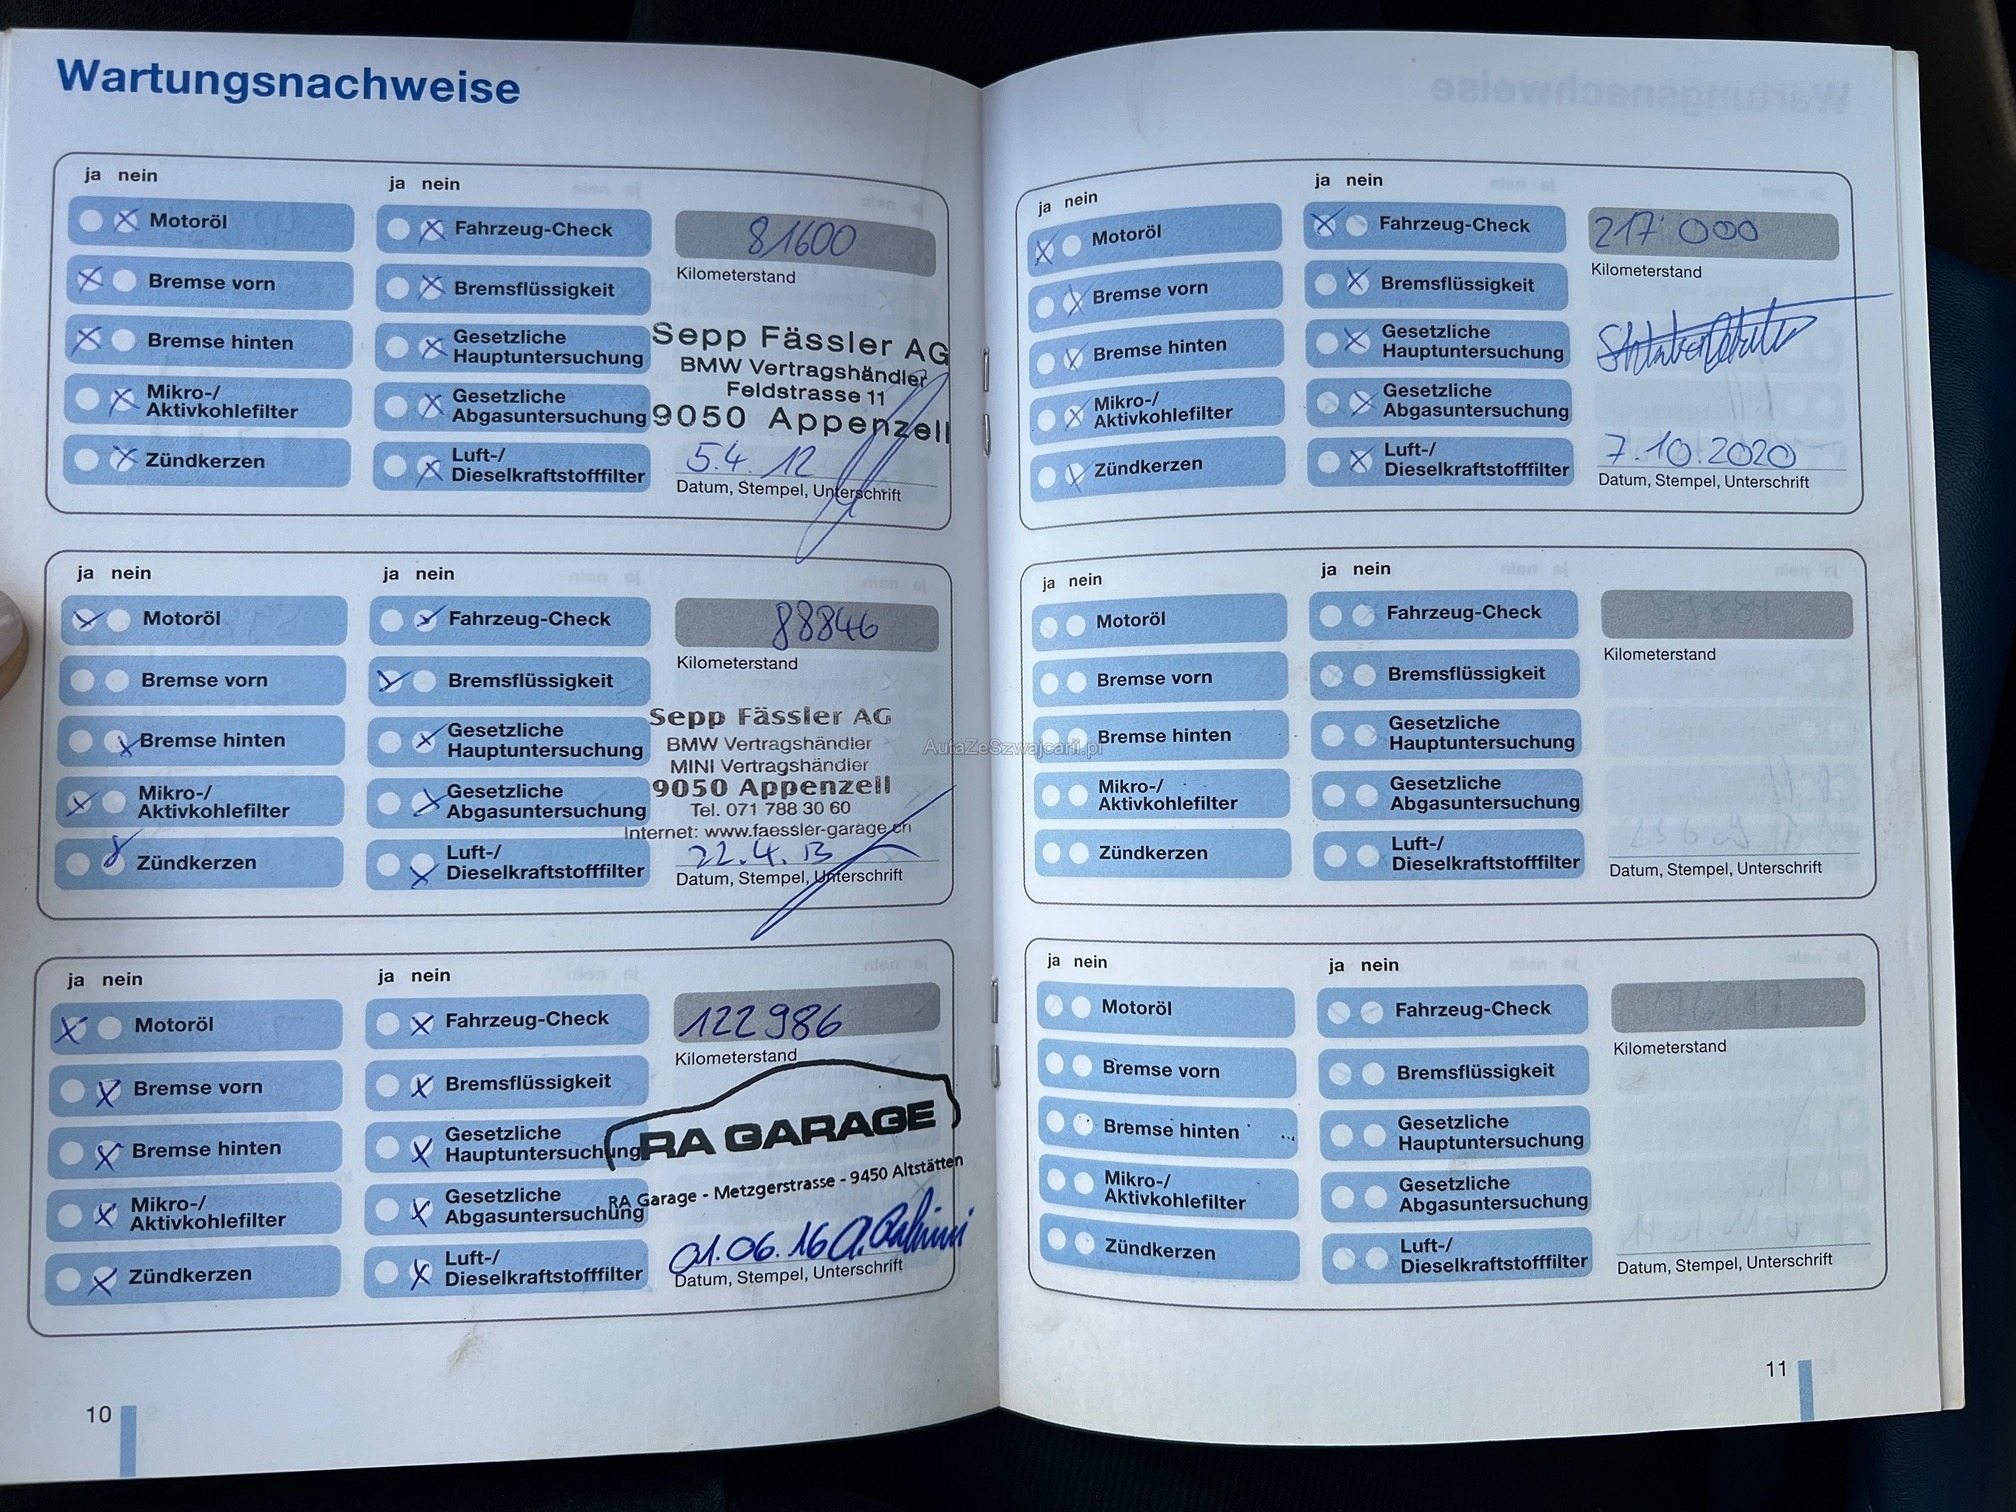 Wartungsnachweise
ja nein
ja nein
Motoröl
Fahrzeug-Check
81600
Kilometerstand
Bremse vorn
Bremsflüssigkeit
Bremse hinten
Gesetzliche
Hauptuntersuchung
Mikro-/
Aktivkohlefilter
Gesetzliche
Abgasuntersuchung
Zündkerzen
Luft-/
Dieselkraftstofffilter
Sepp Fässler AG
BMW Vertragshändler
Feldstrasse 11
9050 Appenzell
5.4.12
Datum, Stempel, Unterschrift
ja nein
ja nein
Motoröl
Fahrzeug-Check
88846
Kilometerstand
Bremse vorn
Bremsflüssigkeit
Bremse hinten
Gesetzliche
Hauptuntersuchung
Mikro-/
Aktivkohlefilter
Gesetzliche
Abgasuntersuchung
Zündkerzen
Luft-/
Dieselkraftstofffilter
Sepp Fässler AG
BMW Vertragshändler
MINI Vertragshändler
9050 Appenzell
Tel. 071 788 30 60
Internet: www.faessler-garage.ch
22.4.13
Datum, Stempel, Unterschrift
ja nein
ja nein
Motoröl
Fahrzeug-Check
122986
Kilometerstand
Bremse vorn
Bremsflüssigkeit
Bremse hinten
Gesetzliche
Hauptuntersuchung
Mikro-/
Aktivkohlefilter
Gesetzliche
Abgasuntersuchung
Zündkerzen
Luft-/
Dieselkraftstofffilter
RA GARAGE
RA Garage - Metzgerstrasse - 9450 Altstätten
01.06.16
Datum, Stempel, Unterschrift
10
ja nein
ja nein
Motoröl
Fahrzeug-Check
217 000
Kilometerstand
Bremse vorn
Bremsflüssigkeit
Bremse hinten
Gesetzliche
Hauptuntersuchung
Mikro-/
Aktivkohlefilter
Gesetzliche
Abgasuntersuchung
Zündkerzen
Luft-/
Dieselkraftstofffilter
7.10.2020
Datum, Stempel, Unterschrift
ja nein
ja nein
Motoröl
Fahrzeug-Check
Kilometerstand
Bremse vorn
Bremsflüssigkeit
Bremse hinten
Gesetzliche
Hauptuntersuchung
Mikro-/
Aktivkohlefilter
Gesetzliche
Abgasuntersuchung
Zündkerzen
Luft-/
Dieselkraftstofffilter
Datum, Stempel, Unterschrift
ja nein
ja nein
Motoröl
Fahrzeug-Check
Kilometerstand
Bremse vorn
Bremsflüssigkeit
Bremse hinten
Gesetzliche
Hauptuntersuchung
Mikro-/
Aktivkohlefilter
Gesetzliche
Abgasuntersuchung
Zündkerzen
Luft-/
Dieselkraftstofffilter
Datum, Stempel, Unterschrift
11
AutaZeSzwajcarii.pl